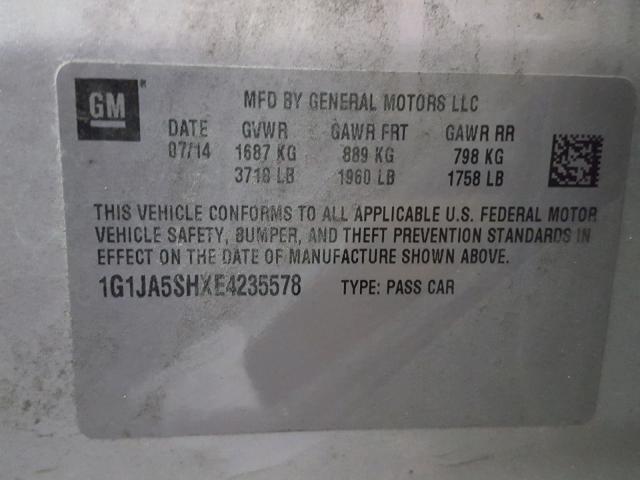 GM
MFD BY GENERAL MOTORS LLC
DATE GVWR GAWR FRT GAWR RR
07/14 1687 KG 889 KG 798 KG
3718 LB 1960 LB 1758 LB
THIS VEHICLE CONFORMS TO ALL APPLICABLE U.S. FEDERAL MOTOR
VEHICLE SAFETY, BUMPER, AND THEFT PREVENTION STANDARDS IN
EFFECT ON THE DATE OF MANUFACTURE SHOWN ABOVE.
1G1JA5SHXE4235578 TYPE: PASS CAR